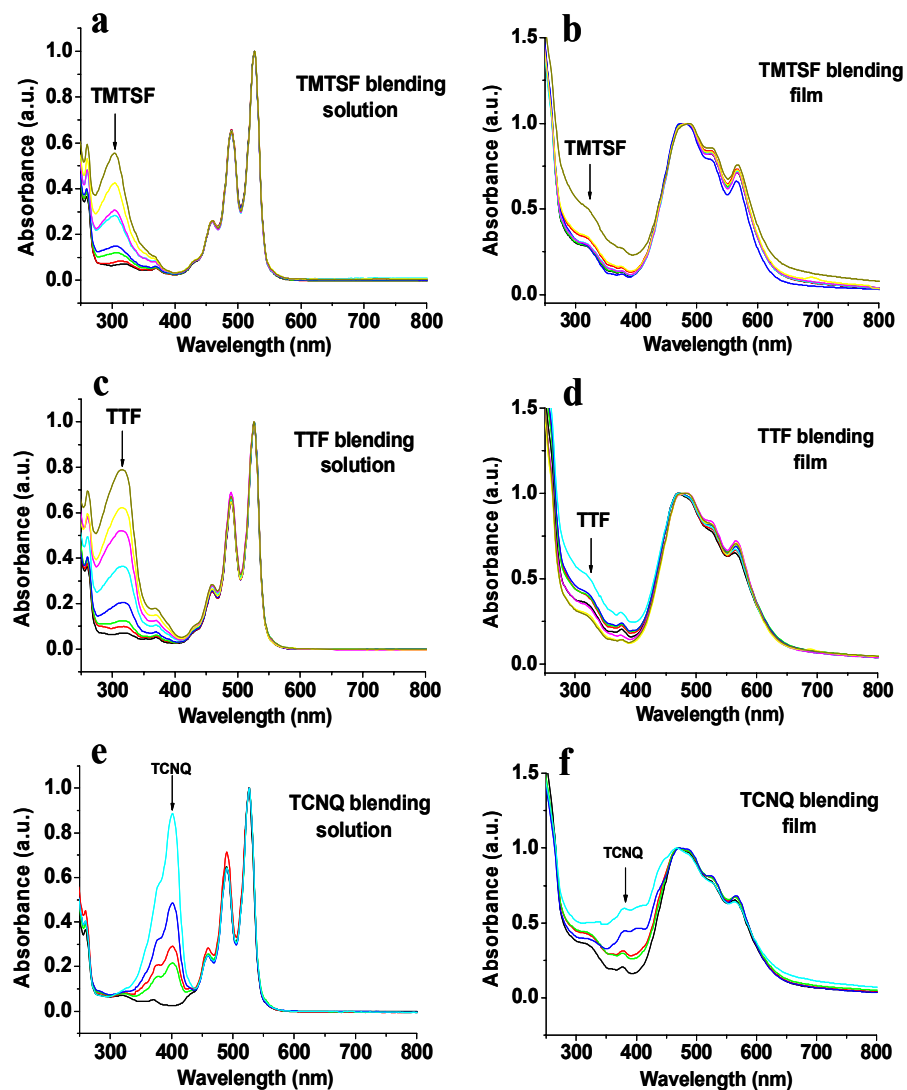 a
1.0
0.8
0.6
0.4
0.2
0.0
Absorbance (a.u.)
TMTSF
TMTSF blending
solution
300 400 500 600 700 800
Wavelength (nm)
b
1.5
1.0
0.5
0.0
Absorbance (a.u.)
TMTSF
TMTSF blending
film
300 400 500 600 700 800
Wavelength (nm)
c
1.0
0.8
0.6
0.4
0.2
0.0
Absorbance (a.u.)
TTF
TTF blending
solution
300 400 500 600 700 800
Wavelength (nm)
d
1.5
1.0
0.5
0.0
Absorbance (a.u.)
TTF
TTF blending
film
300 400 500 600 700 800
Wavelength (nm)
e
1.0
0.8
0.6
0.4
0.2
0.0
Absorbance (a.u.)
TCNQ
TCNQ blending
solution
300 400 500 600 700 800
Wavelength (nm)
f
1.5
1.0
0.5
0.0
Absorbance (a.u.)
TCNQ
TCNQ blending
film
300 400 500 600 700 800
Wavelength (nm)